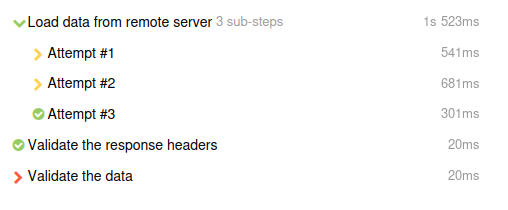 Load data from remote server 3 sub-steps 1s 523ms
Attempt #1 541ms
Attempt #2 681ms
Attempt #3 301ms
Validate the response headers 20ms
Validate the data 20ms